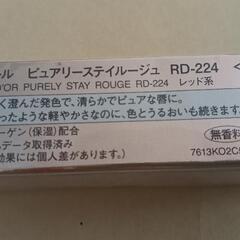 ール ピュアリーステイルージュ RD-224
D'OR PURELY STAY ROUGE RD-224 レッド系
く澄んだ発色で、清らかでピュアな唇に。
ったような軽やかさなのに、色とうるおいも続きます
ーゲン(保湿)配合
データ取得済み
効果には個人差があります。)
無香料
7613KO2C